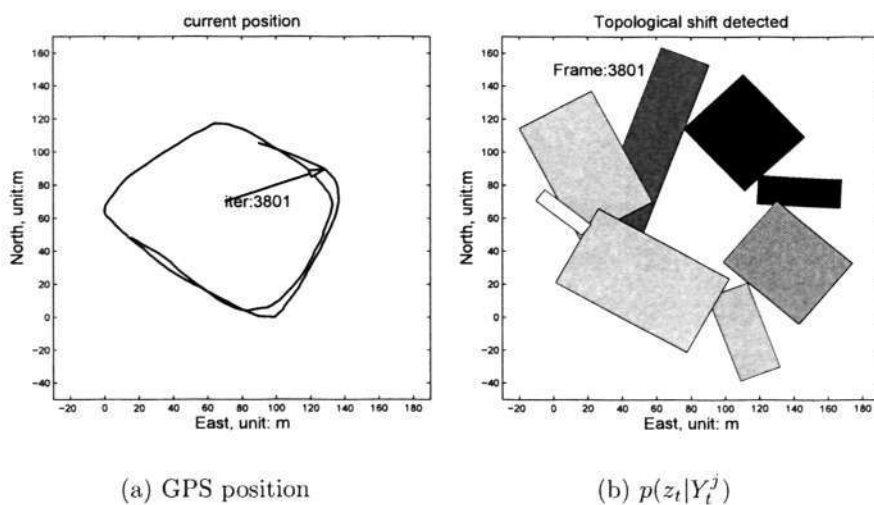 current position
160
140
120
100
80
60
40
20
0
−20
−40
North, unit:m
iter:3801
−20 0 20 40 60 80 100 120 140 160 180
East, unit: m
(a) GPS position
Topological shift detected
160
140
120
100
80
60
40
20
0
−20
−40
North, unit:m
Frame:3801
−20 0 20 40 60 80 100 120 140 160 180
East, unit: m
(b) $p(z_t|Y_t^j)$